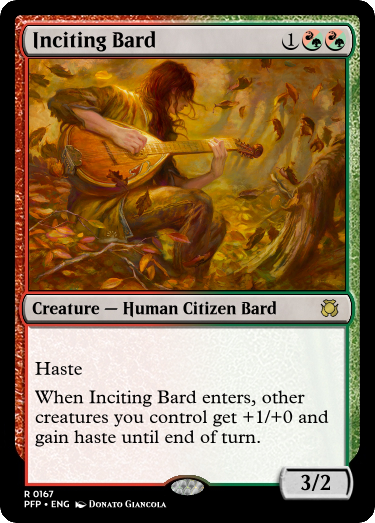 Inciting Bard 1
Creature — Human Citizen Bard
Haste
When Inciting Bard enters, other
creatures you control get +1/+0 and
gain haste until end of turn.
3/2
R 0167
PFP • ENG Donato Giancola